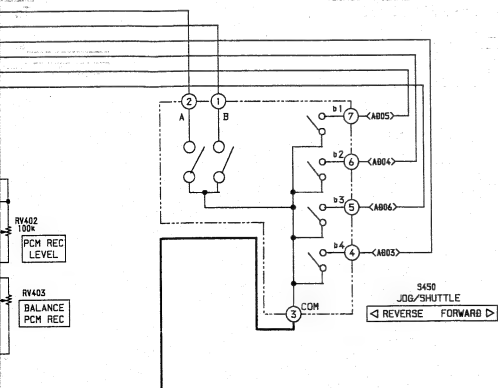 2
1
A
B
b1
7
<AB05>
b2
6
<AB04>
b3
5
<AB06>
b4
4
<AB03>
RV402
100K
PCM REC
LEVEL
RV403
BALANCE
PCM REC
COM
3
S450
JOG/SHUTTLE
◁ REVERSE FORWARD ▷